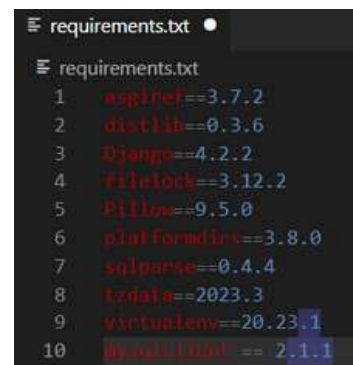 requirements.txt
requirements.txt
1 asgiref==3.7.2
2 distlib==0.3.6
3 Django==4.2.2
4 filelock==3.12.2
5 Pillow==9.5.0
6 platformdirs==3.8.0
7 sqlparse==0.4.4
8 tzdata==2023.3
9 virtualenv==20.23.1
10 mysqlclient == 2.1.1